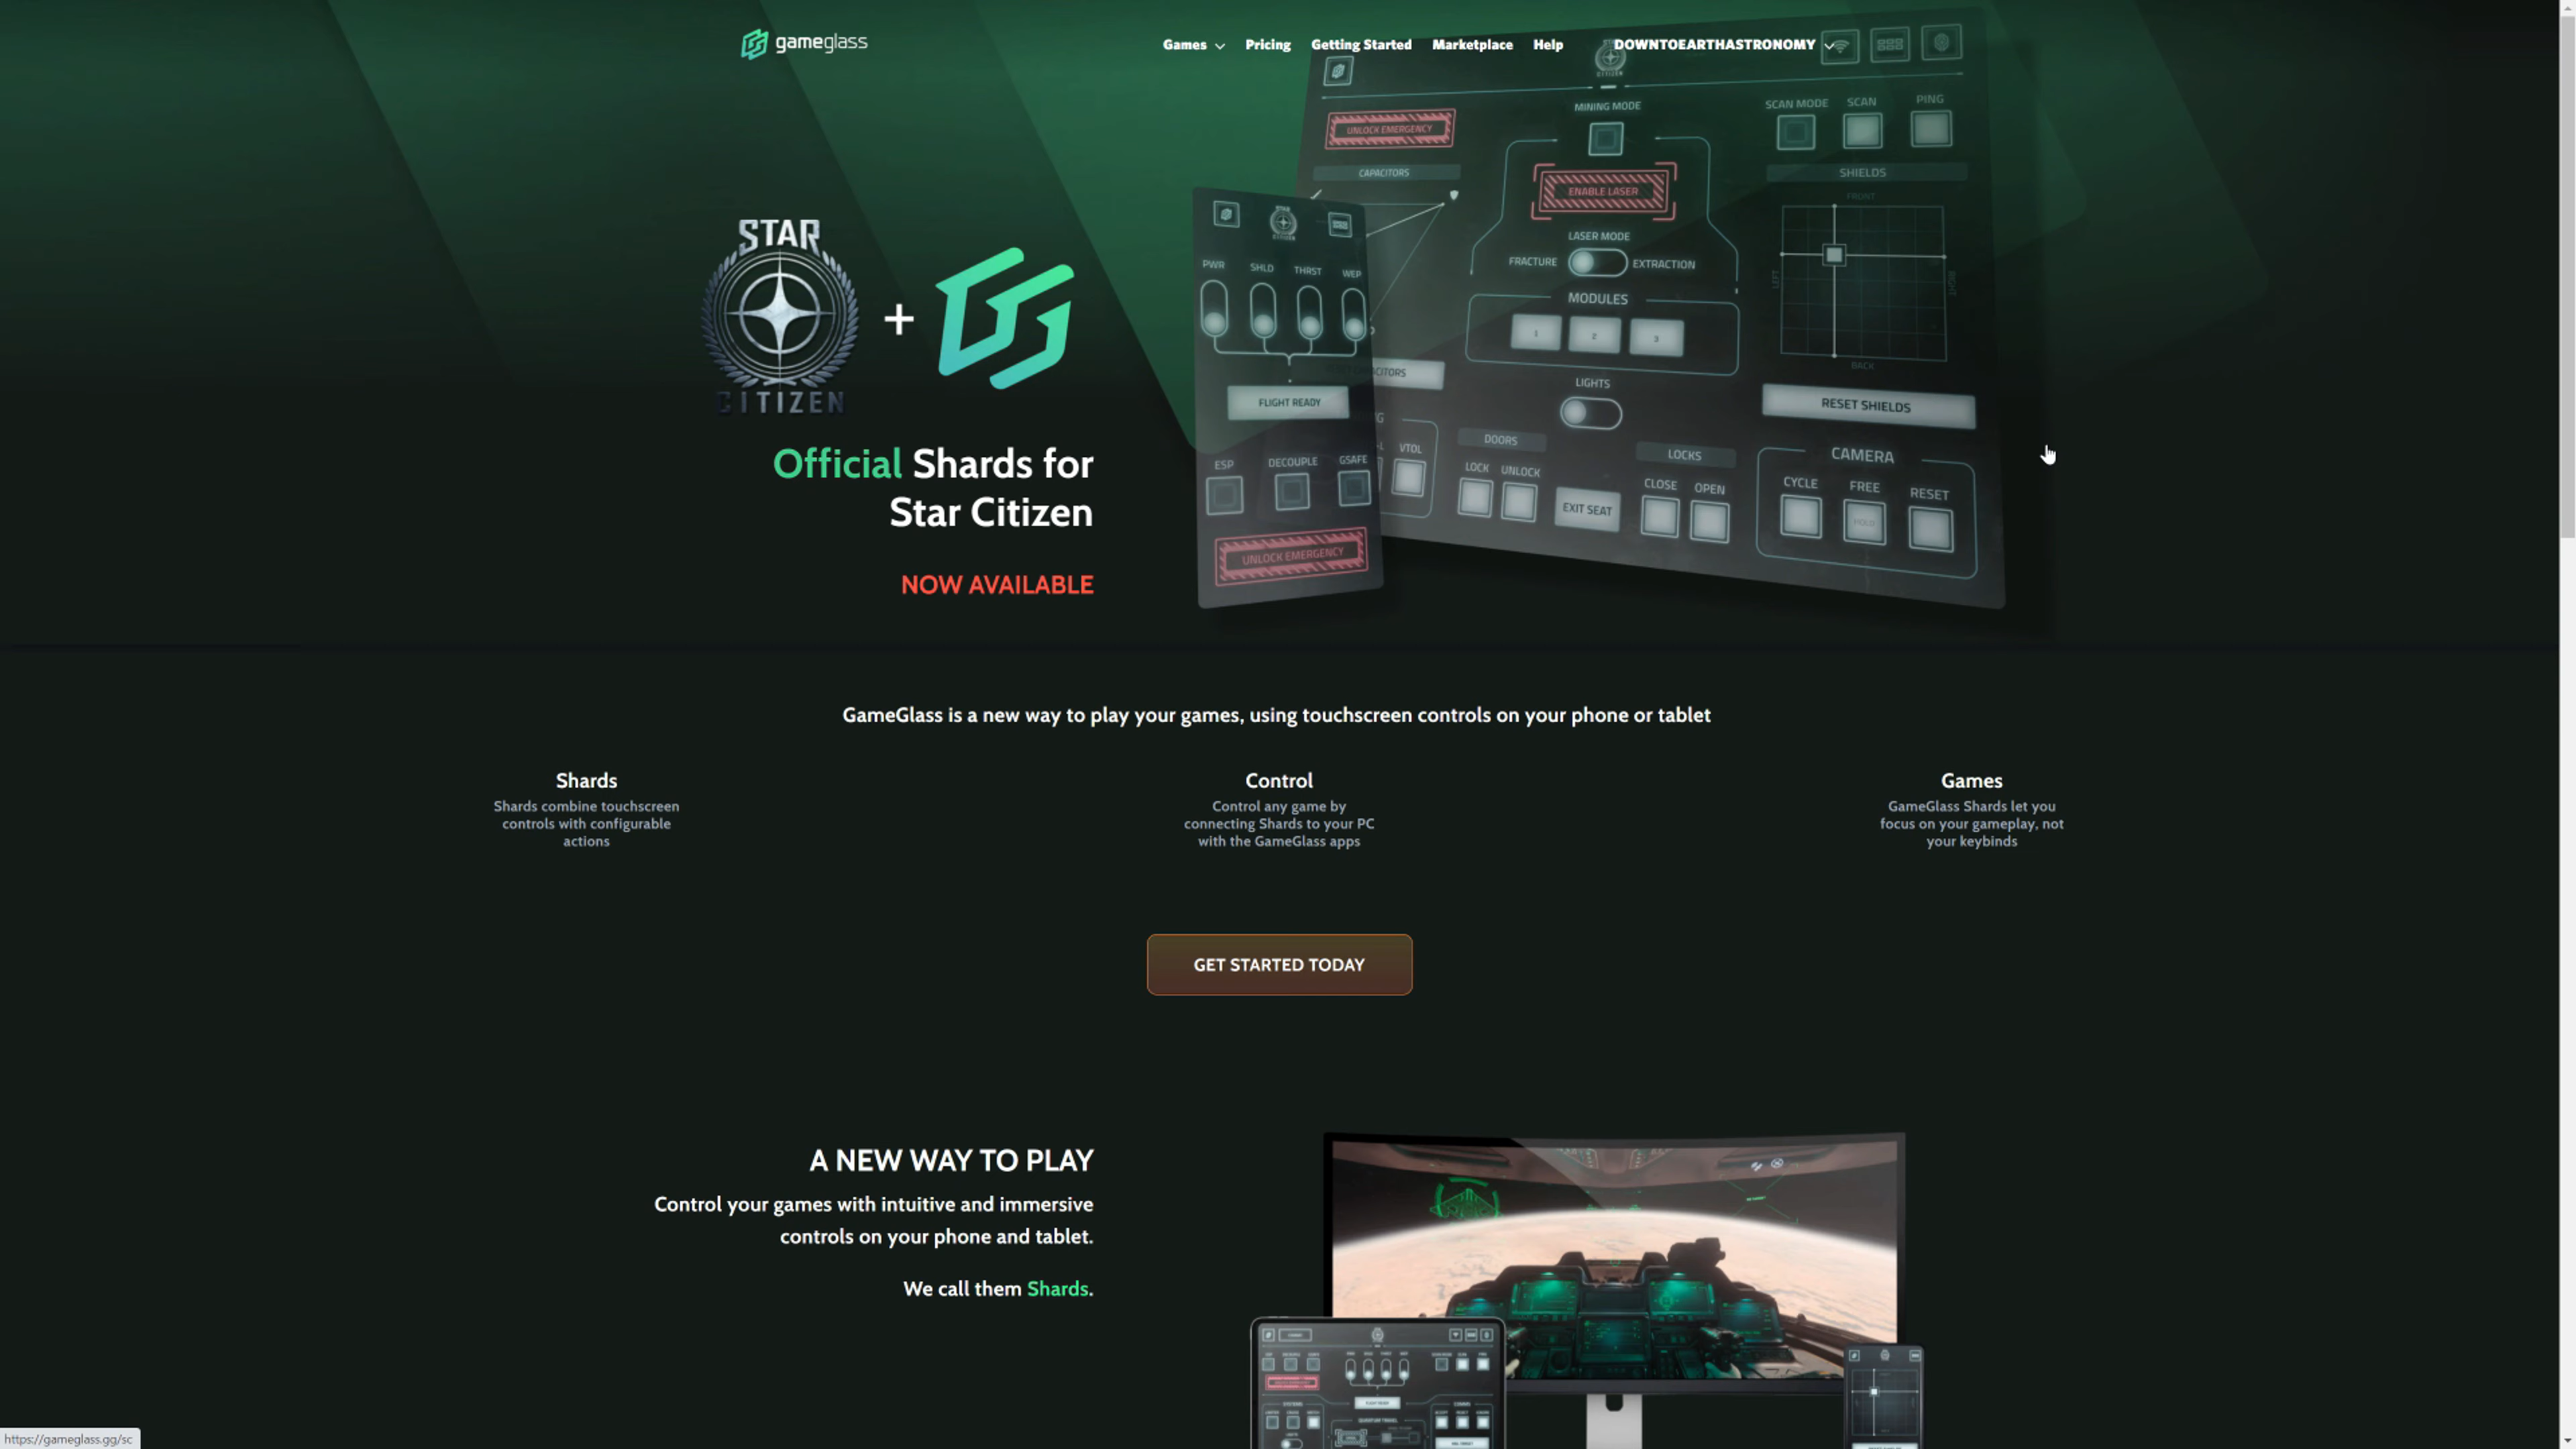 gameglass
Games
Pricing
Getting Started
Marketplace
Help
DOWNTOEARTHASTRONOMY
STAR
CITIZEN
+
Official Shards for
Star Citizen
NOW AVAILABLE
PWR
SHLD
THRST
WEP
FLIGHT READY
ESP
DECOUPLE
GSAFE
UNLOCK EMERGENCY
UNLOCK EMERGENCY
CAPACITORS
VTOL
MINING MODE
ENABLE LASER
LASER MODE
FRACTURE
EXTRACTION
MODULES
1
2
3
LIGHTS
DOORS
LOCK
UNLOCK
EXIT SEAT
LOCKS
CLOSE
OPEN
SCAN MODE
SCAN
PING
SHIELDS
FRONT
LEFT
RIGHT
BACK
RESET SHIELDS
CAMERA
CYCLE
FREE
RESET
HOLD
GameGlass is a new way to play your games, using touchscreen controls on your phone or tablet
Shards
Shards combine touchscreen
controls with configurable
actions
Control
Control any game by
connecting Shards to your PC
with the GameGlass apps
Games
GameGlass Shards let you
focus on your gameplay, not
your keybinds
GET STARTED TODAY
A NEW WAY TO PLAY
Control your games with intuitive and immersive
controls on your phone and tablet.
We call them Shards.
https://gameglass.gg/sc